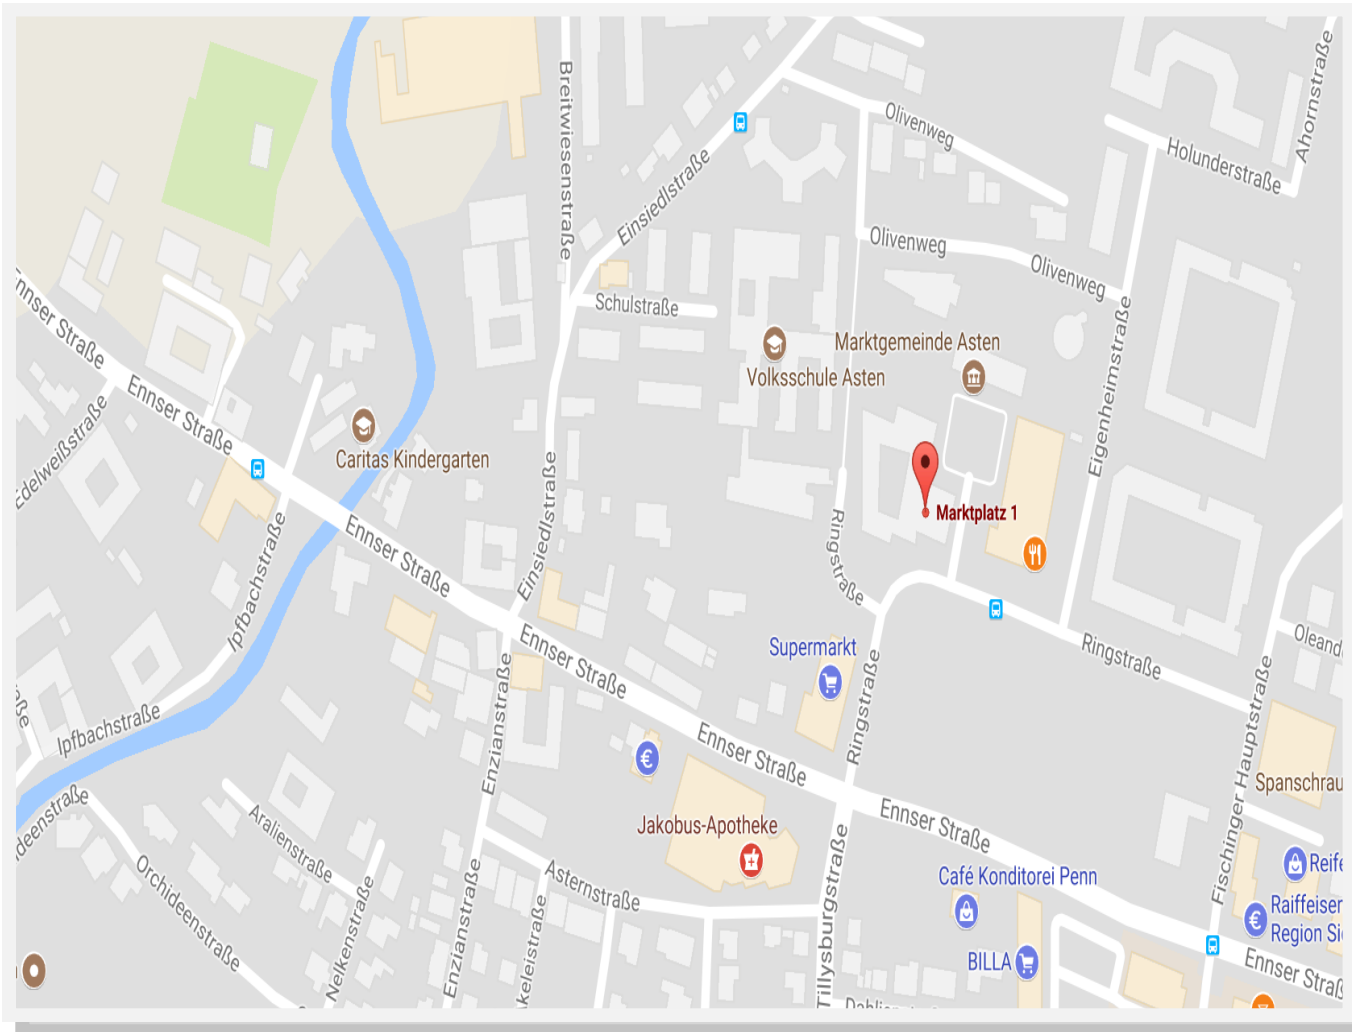 Breitwiesenstraße
Ahornstraße
Olivenweg
Holunderstraße
Einsiedlstraße
Olivenweg
Olivenweg
Schulstraße
Ennser Straße
Marktgemeinde Asten
Volksschule Asten
Eigenheimstraße
Ennser Straße
Edelweißstraße
Caritas Kindergarten
Einsiedlstraße
Marktplatz 1
Ringstraße
Ennser Straße
Ipfbachstraße
Ennser Straße
Supermarkt
Ringstraße
Ringstraße
Oleand
Ipfbachstraße
Enzianstraße
Fischinger Hauptstraße
Ennser Straße
Spanschrau
deenstraße
Aralienstraße
Jakobus-Apotheke
Ennser Straße
Orchideenstraße
Asternstraße
Tillysburgstraße
Café Konditorei Penn
Reife
Raiffeiser
Region Si
Nelkenstraße
Enzianstraße
keleistraße
BILLA
Ennser Straß